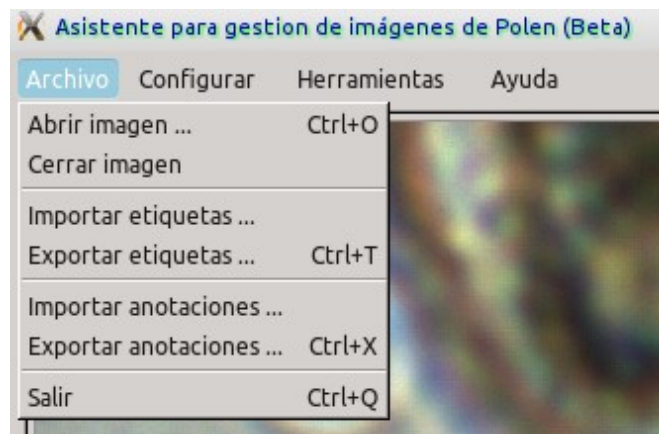 Asistente para gestion de imágenes de Polen (Beta)
Archivo Configurar Herramientas Ayuda
Abrir imagen ... Ctrl+O
Cerrar imagen
Importar etiquetas ...
Exportar etiquetas ... Ctrl+T
Importar anotaciones ...
Exportar anotaciones ... Ctrl+X
Salir Ctrl+Q